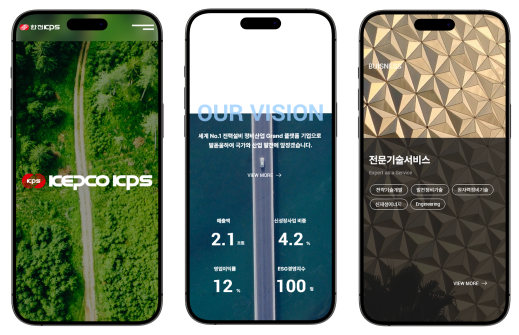 한전KPS
KPS KEPCO KPS
OUR VISION
세계 No.1 전력설비 정비산업 Grand 플랫폼 기업으로
발돋움하여 국가와 산업 발전에 앞장겠습니다.
VIEW MORE →
매출액
신성장사업 비중
2.1 조원
4.2 %
영업이익률
ESG경영지수
12 %
100 점
BUISNESS
전문기술서비스
Expert as a Service
전략기술개발
발전정비기술
원자력정비기술
신재생에너지
Engineering
VIEW MORE →